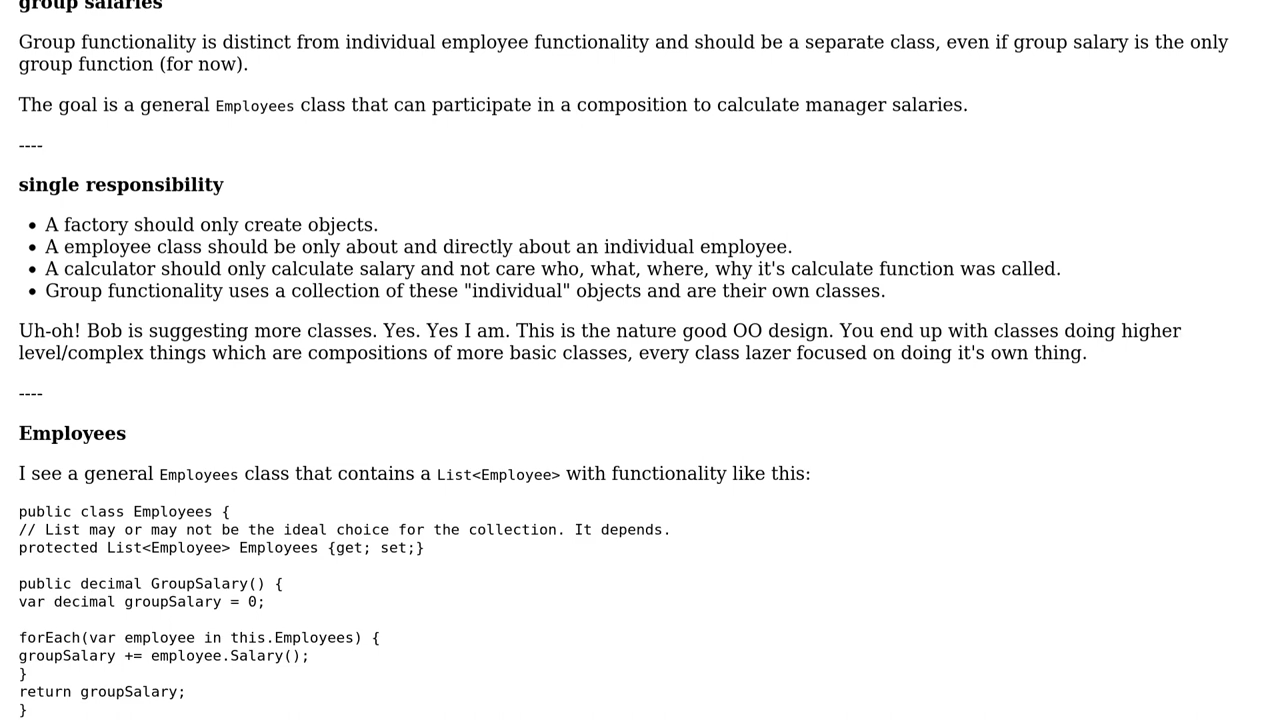 group salaries
Group functionality is distinct from individual employee functionality and should be a separate class, even if group salary is the only
group function (for now).
The goal is a general Employees class that can participate in a composition to calculate manager salaries.
----
single responsibility
• A factory should only create objects.
• A employee class should be only about and directly about an individual employee.
• A calculator should only calculate salary and not care who, what, where, why it's calculate function was called.
• Group functionality uses a collection of these "individual" objects and are their own classes.
Uh-oh! Bob is suggesting more classes. Yes. Yes I am. This is the nature good OO design. You end up with classes doing higher
level/complex things which are compositions of more basic classes, every class lazer focused on doing it's own thing.
----
Employees
I see a general Employees class that contains a List<Employee> with functionality like this:
public class Employees {
// List may or may not be the ideal choice for the collection. It depends.
protected List<Employee> Employees {get; set;}
public decimal GroupSalary() {
var decimal groupSalary = 0;
forEach(var employee in this.Employees) {
groupSalary += employee.Salary();
}
return groupSalary;
}